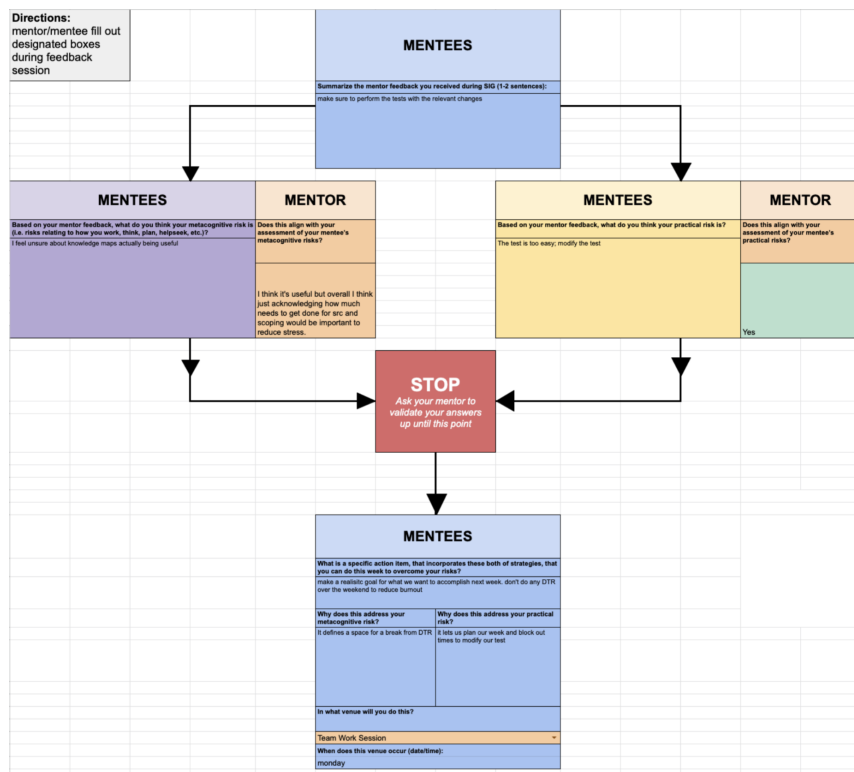 Directions:
mentor/mentee fill out
designated boxes
during feedback
session
MENTEES
Summarize the mentor feedback you received during SIG (1-2 sentences):
make sure to perform the tests with the relevant changes
MENTEES
Based on your mentor feedback, what do you think your metacognitive risk is
(i.e. risks relating to how you work, think, plan, helpseek, etc.)?
I feel unsure about knowledge maps actually being useful
MENTOR
Does this align with your
assessment of your mentee's
metacognitive risks?
I think it's useful but overall I think
just acknowledging how much
needs to get done for src and
scoping would be important to
reduce stress.
MENTEES
Based on your mentor feedback, what do you think your practical risk is?
The test is too easy; modify the test
MENTOR
Does this align with your
assessment of your mentee's
practical risks?
Yes
STOP
Ask your mentor to
validate your answers
up until this point
MENTEES
What is a specific action item, that incorporates these both of strategies, that
you can do this week to overcome your risks?
make a realisitc goal for what we want to accomplish next week. don't do any DTR
over the weekend to reduce burnout
Why does this address your
metacognitive risk?
It defines a space for a break from DTR
Why does this address your practical
risk?
it lets us plan our week and block out
times to modify our test
In what venue will you do this?
Team Work Session
When does this venue occur (date/time):
monday